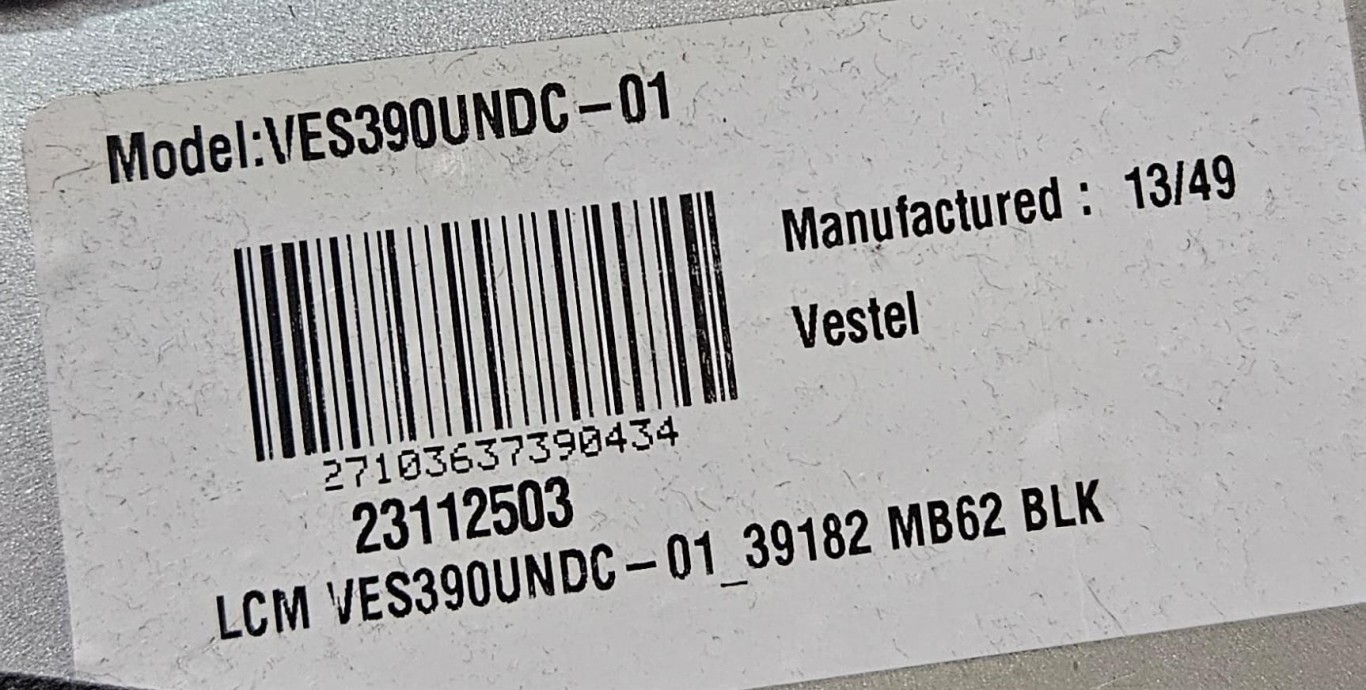 Model:VES390UNDC-01
Manufactured : 13/49
Vestel
27103637390434
23112503
LCM VES390UNDC-01_39182 MB62 BLK